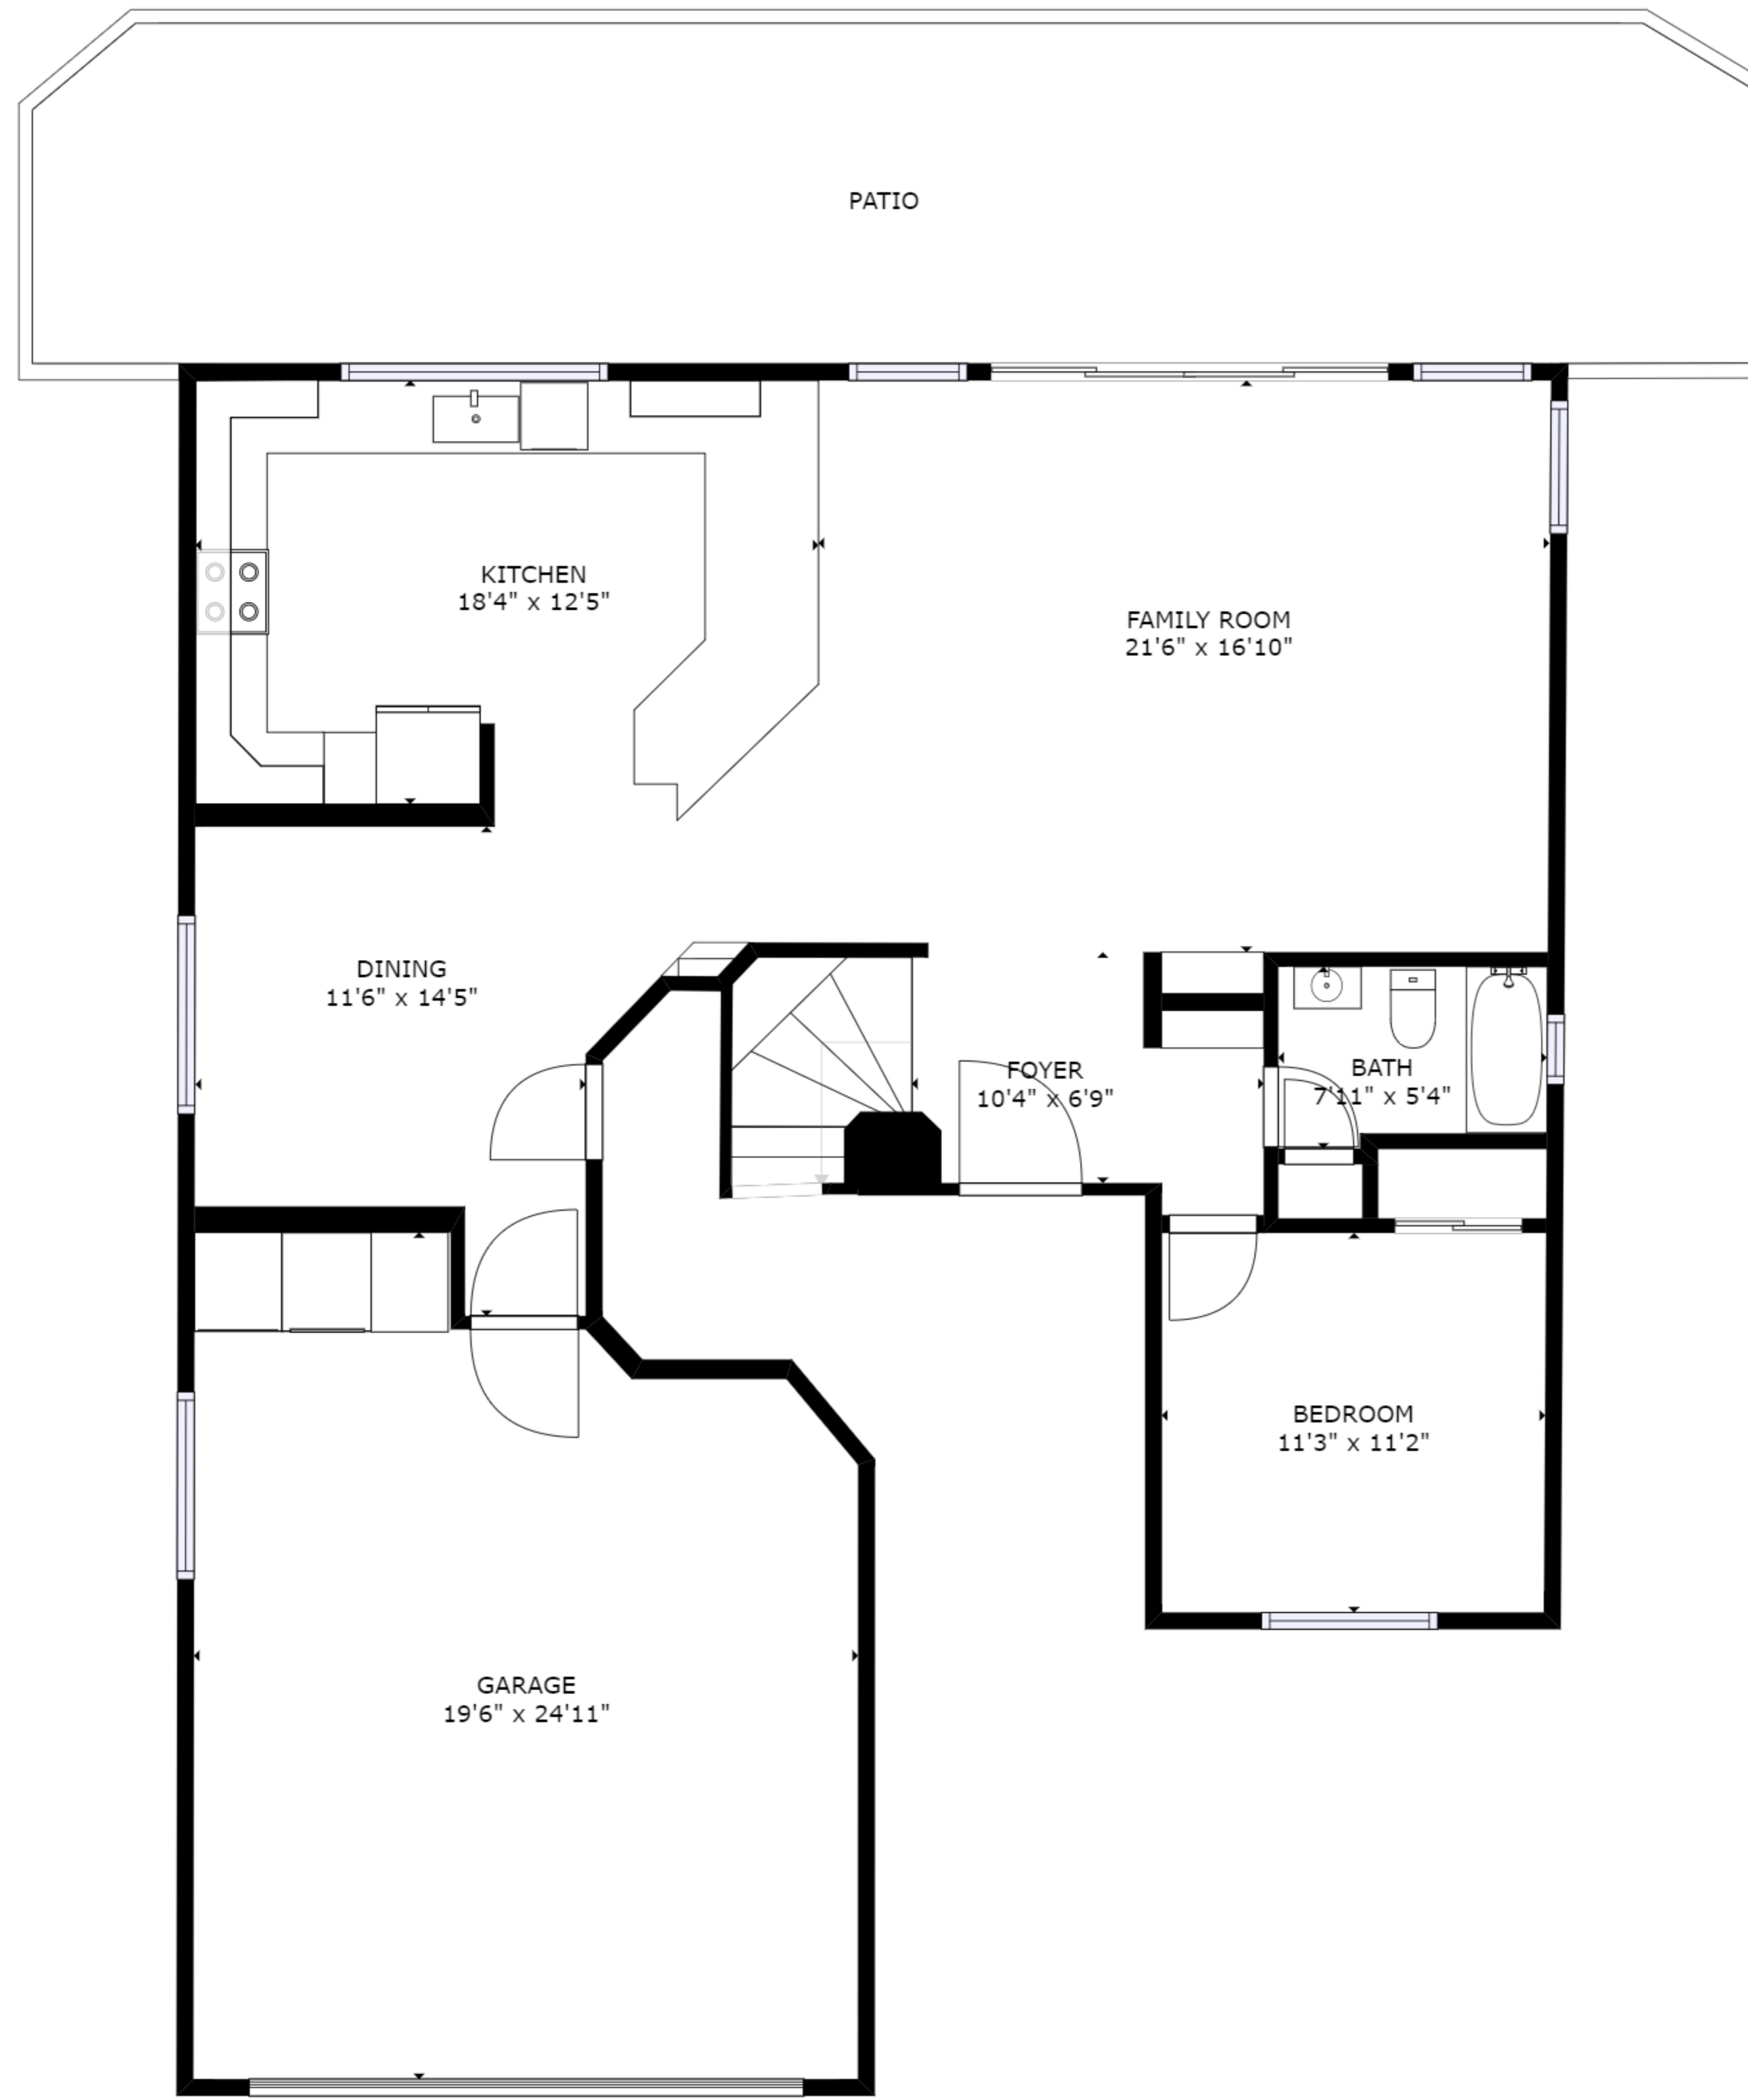 PATIO
KITCHEN
18'4" x 12'5"
FAMILY ROOM
21'6" x 16'10"
DINING
11'6" x 14'5"
FOYER
10'4" x 6'9"
BATH
7'11" x 5'4"
BEDROOM
11'3" x 11'2"
GARAGE
19'6" x 24'11"